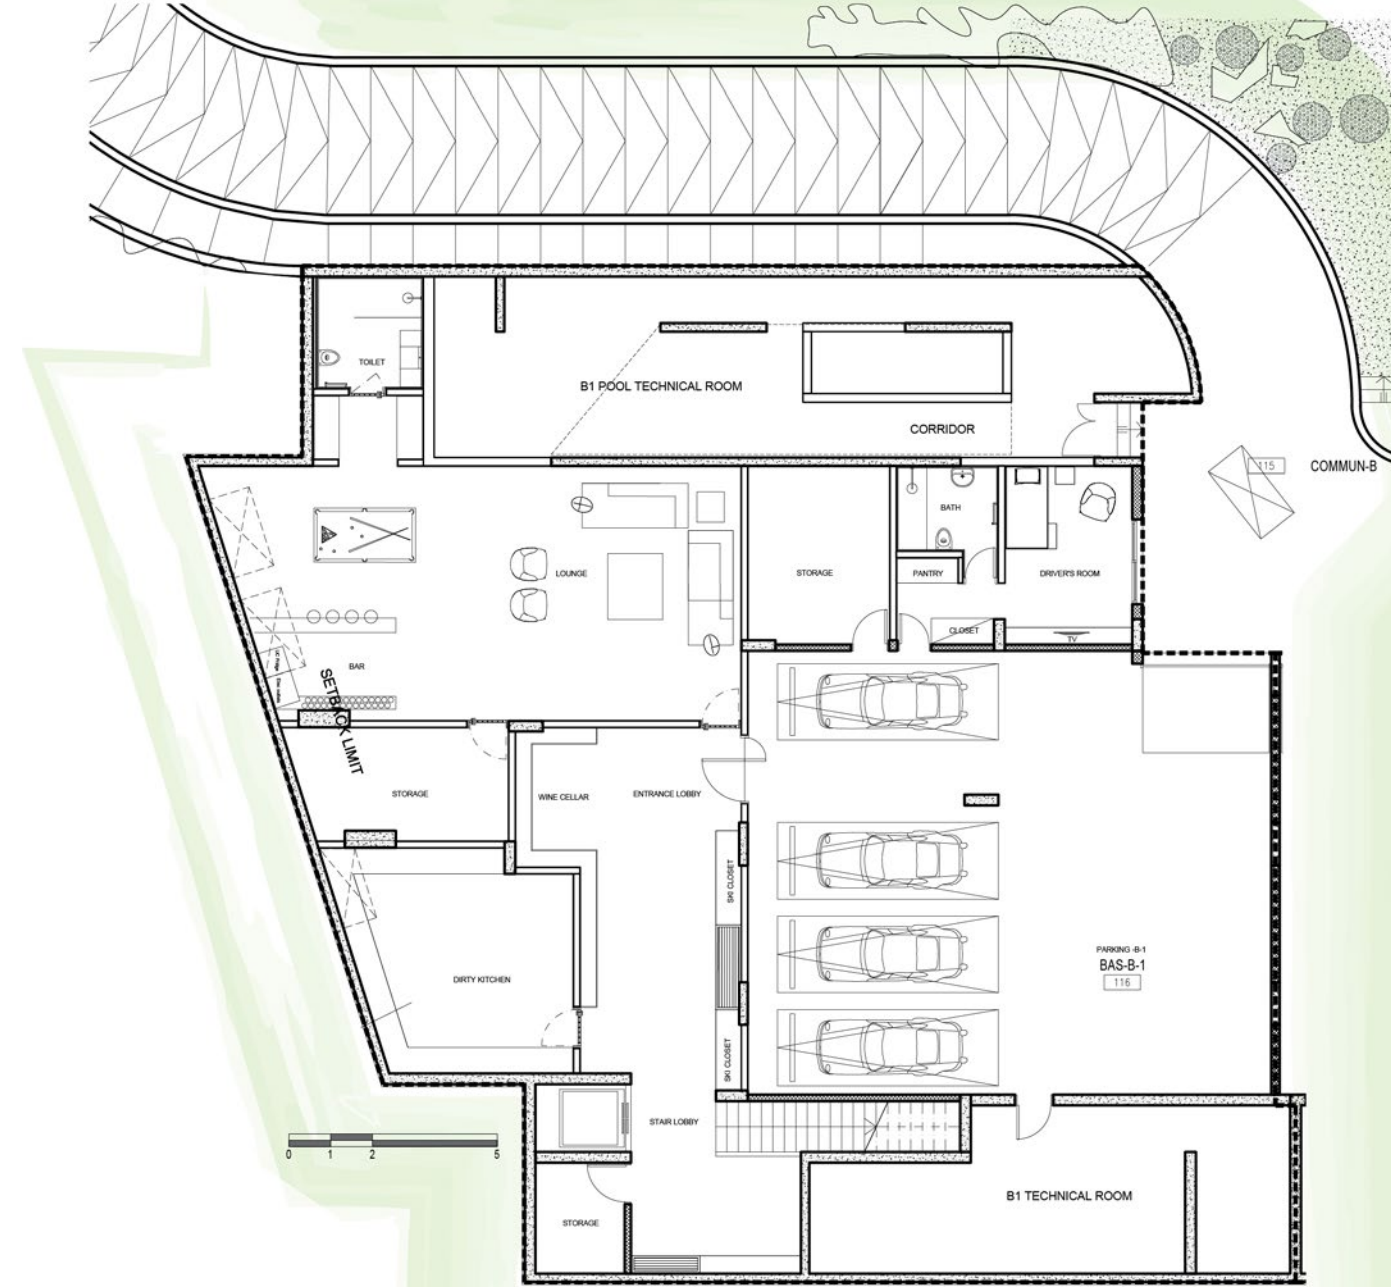 TOILET
B1 POOL TECHNICAL ROOM
CORRIDOR
115
COMMUN-B
BATH
LOUNGE
STORAGE
PANTRY
DRIVER'S ROOM
CLOSET
TV
BAR
SETBACK LIMIT
STORAGE
WINE CELLAR
ENTRANCE LOBBY
SKI CLOSET
DIRTY KITCHEN
PARKING -B-1
BAS-B-1
116
SKI CLOSET
STAIR LOBBY
0 1 2 5
B1 TECHNICAL ROOM
STORAGE